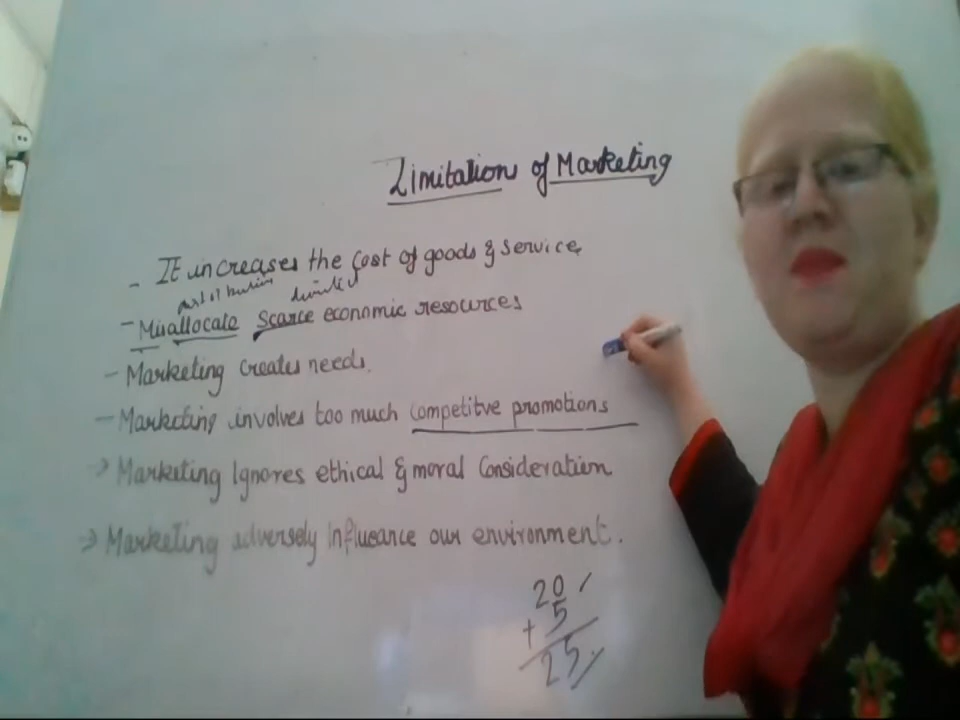 Limitation of Marketing
- It increases the cost of goods & service
- Misallocate scarce economic resources
- Marketing creates needs.
- Marketing involves too much competitve promotions
→ Marketing Ignores ethical & moral Consideration
→ Marketing adversely Influeance our environment.
20
+ 5
25